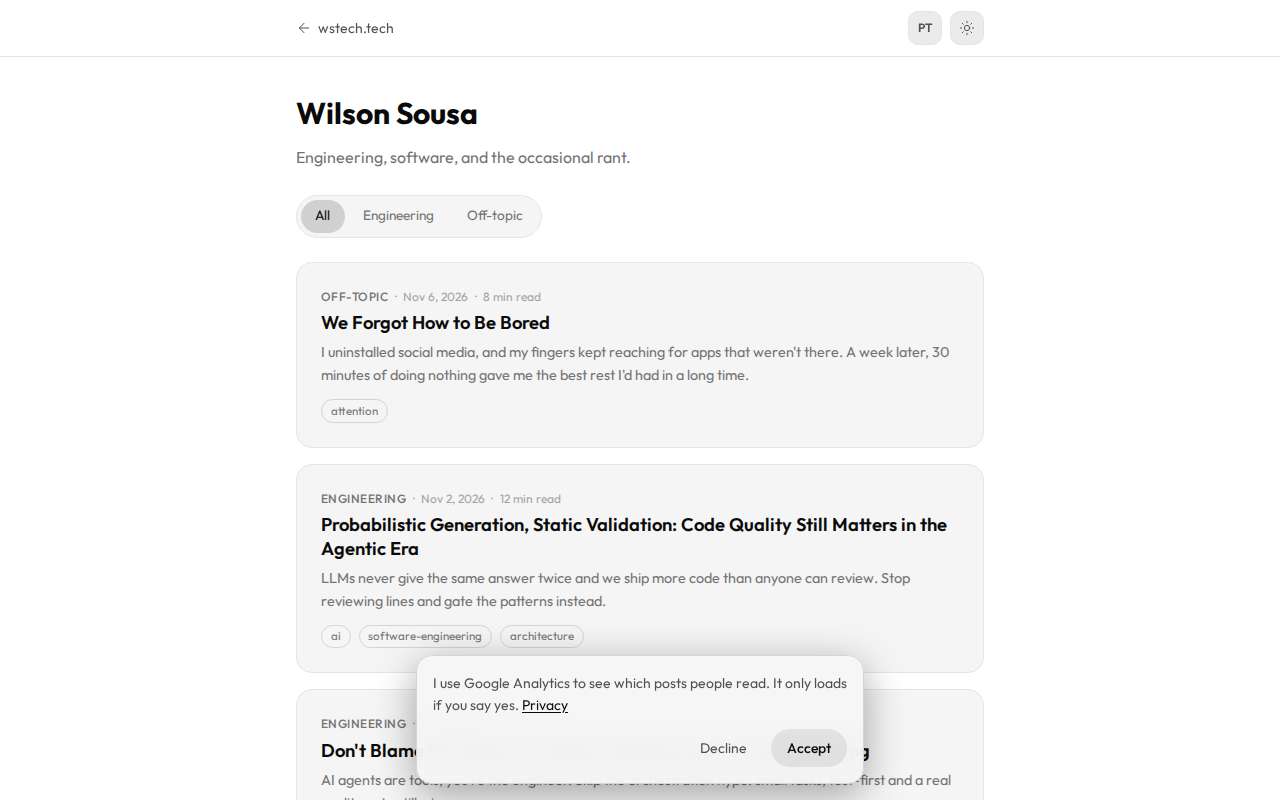 wstech.tech
PT
Wilson Sousa
Engineering, software, and the occasional rant.
All Engineering Off-topic
OFF-TOPIC · Nov 6, 2026 · 8 min read
We Forgot How to Be Bored
I uninstalled social media, and my fingers kept reaching for apps that weren't there. A week later, 30
minutes of doing nothing gave me the best rest I'd had in a long time.
attention
ENGINEERING · Nov 2, 2026 · 12 min read
Probabilistic Generation, Static Validation: Code Quality Still Matters in the
Agentic Era
LLMs never give the same answer twice and we ship more code than anyone can review. Stop
reviewing lines and gate the patterns instead.
ai software-engineering architecture
ENGINEERING ·
Don't Blame
AI agents are and a real
I use Google Analytics to see which posts people read. It only loads
if you say yes. Privacy
Decline Accept